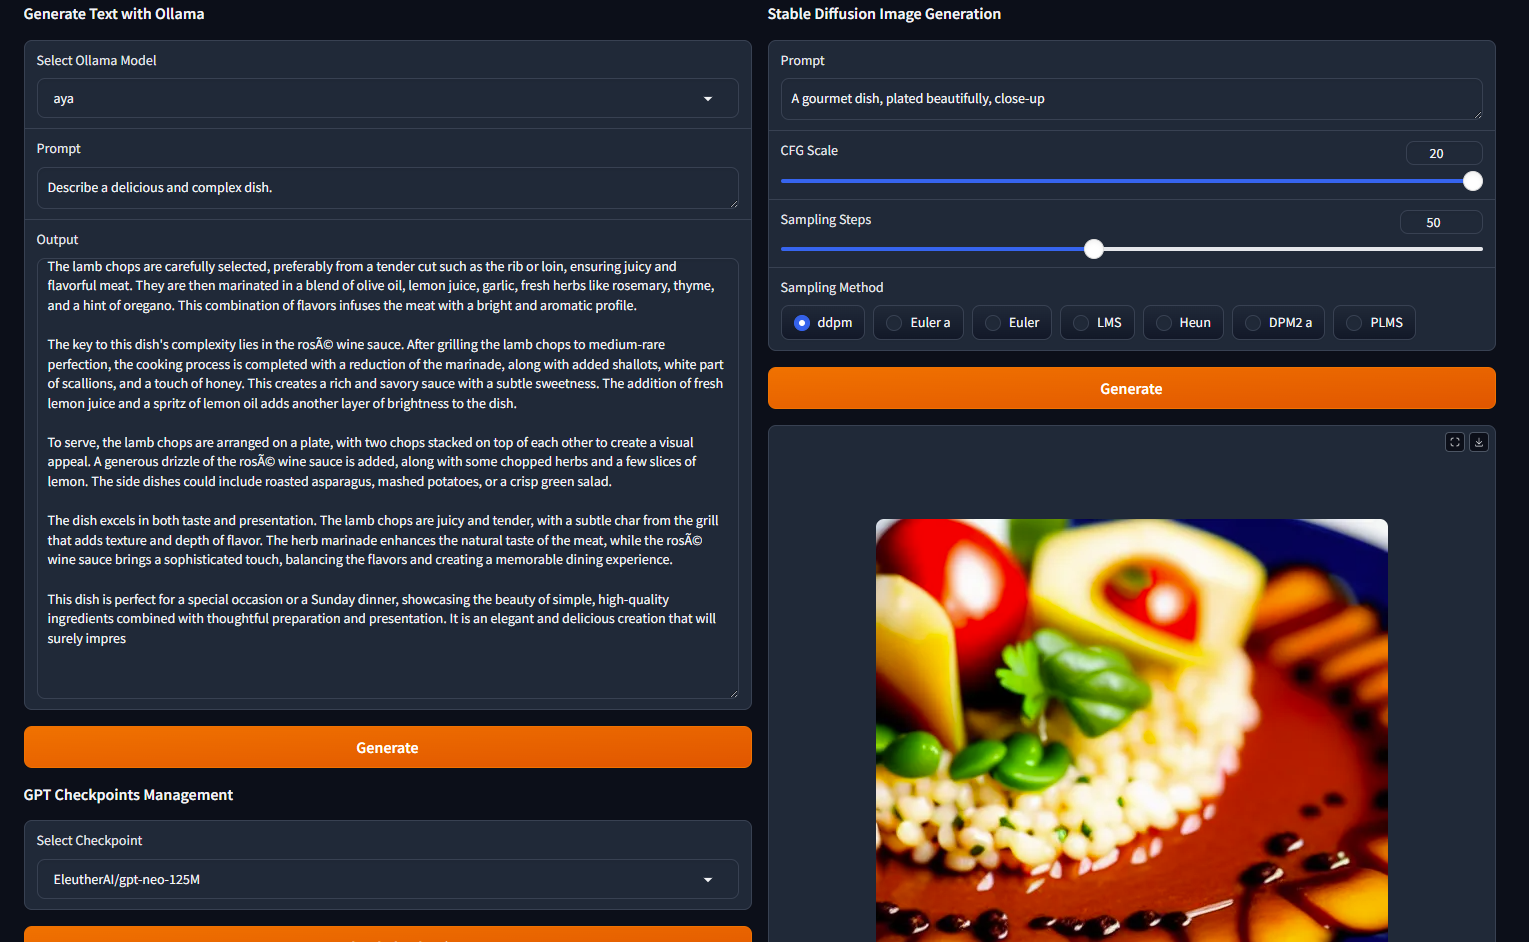 Generate Text with Ollama
Select Ollama Model
aya
Prompt
Describe a delicious and complex dish.
Output
The lamb chops are carefully selected, preferably from a tender cut such as the rib or loin, ensuring juicy and
flavorful meat. They are then marinated in a blend of olive oil, lemon juice, garlic, fresh herbs like rosemary, thyme,
and a hint of oregano. This combination of flavors infuses the meat with a bright and aromatic profile.
The key to this dish's complexity lies in the rosÃ© wine sauce. After grilling the lamb chops to medium-rare
perfection, the cooking process is completed with a reduction of the marinade, along with added shallots, white part
of scallions, and a touch of honey. This creates a rich and savory sauce with a subtle sweetness. The addition of fresh
lemon juice and a spritz of lemon oil adds another layer of brightness to the dish.
To serve, the lamb chops are arranged on a plate, with two chops stacked on top of each other to create a visual
appeal. A generous drizzle of the rosÃ© wine sauce is added, along with some chopped herbs and a few slices of
lemon. The side dishes could include roasted asparagus, mashed potatoes, or a crisp green salad.
The dish excels in both taste and presentation. The lamb chops are juicy and tender, with a subtle char from the grill
that adds texture and depth of flavor. The herb marinade enhances the natural taste of the meat, while the rosÃ©
wine sauce brings a sophisticated touch, balancing the flavors and creating a memorable dining experience.
This dish is perfect for a special occasion or a Sunday dinner, showcasing the beauty of simple, high-quality
ingredients combined with thoughtful preparation and presentation. It is an elegant and delicious creation that will
surely impres
Generate
GPT Checkpoints Management
Select Checkpoint
EleutherAI/gpt-neo-125M
Stable Diffusion Image Generation
Prompt
A gourmet dish, plated beautifully, close-up
CFG Scale
20
Sampling Steps
50
Sampling Method
ddpm Euler a Euler LMS Heun DPM2 a PLMS
Generate